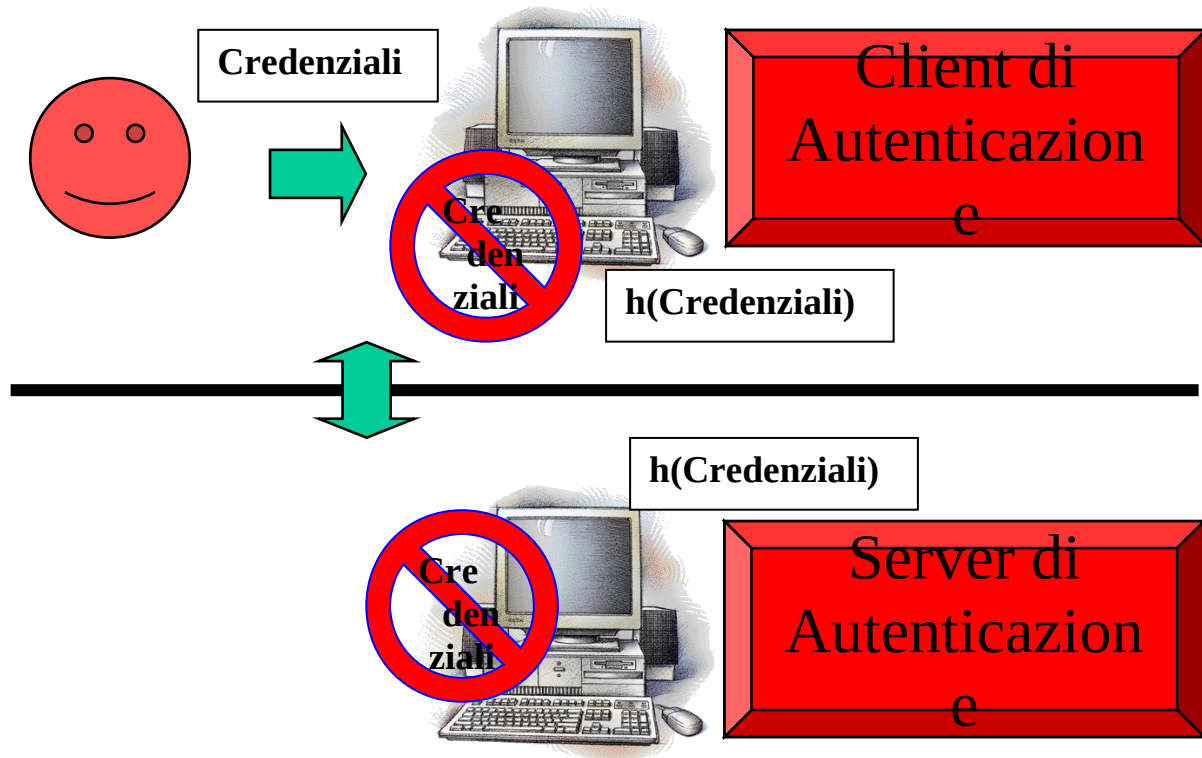 Credenziali
Client di
Autenticazion
e
Cre
den
ziali
h(Credenziali)
h(Credenziali)
Cre
den
ziali
Server di
Autenticazion
e